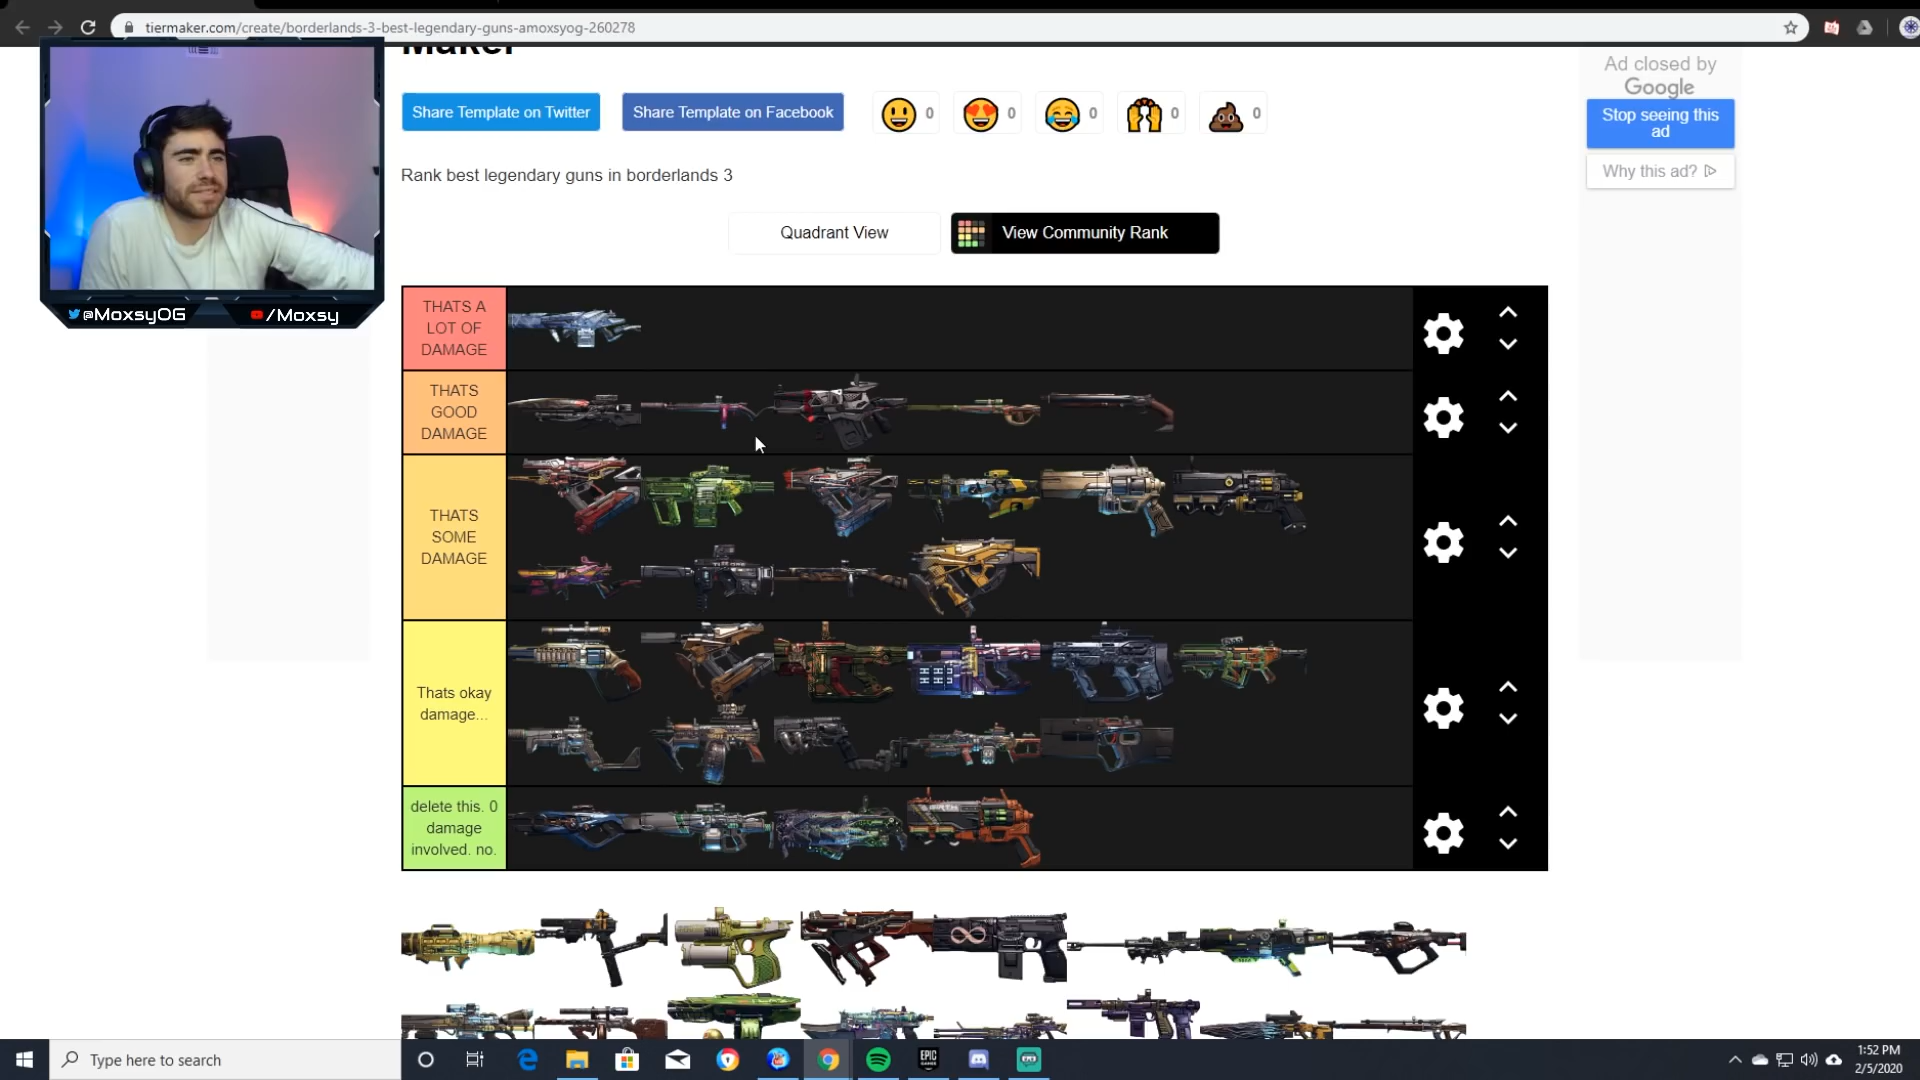 tiermaker.com/create/borderlands-3-best-legendary-guns-amoxsyog-260278
Maker
Share Template on Twitter
Share Template on Facebook
0
0
0
0
0
Ad closed by
Google
Stop seeing this
ad
Why this ad?
Rank best legendary guns in borderlands 3
Quadrant View
View Community Rank
@MoxsyOG
/Moxsy
THATS A
LOT OF
DAMAGE
THATS
GOOD
DAMAGE
THATS
SOME
DAMAGE
Thats okay
damage...
delete this. 0
damage
involved. no.
Type here to search
EPIC
GAMES
1:52 PM
2/5/2020